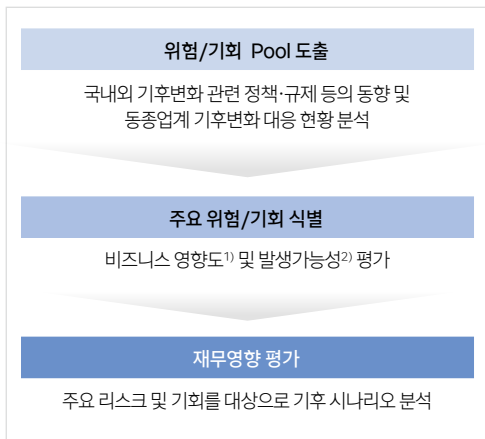 위험/기회 Pool 도출
국내외 기후변화 관련 정책·규제 등의 동향 및
동종업계 기후변화 대응 현황 분석
주요 위험/기회 식별
비즈니스 영향도1) 및 발생가능성2) 평가
재무영향 평가
주요 리스크 및 기회를 대상으로 기후 시나리오 분석